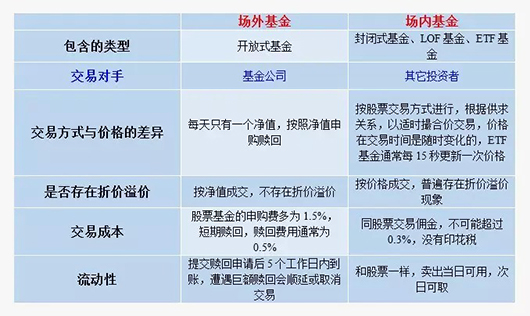 场外基金 场内基金
包含的类型 开放式基金 封闭式基金、LOF 基金、ETF 基
金
交易对手 基金公司 其它投资者
交易方式与价格的差异 每天只有一个净值，按照净值申
购赎回
按股票交易方式进行，根据供求
关系，以适时撮合价交易，价格
在交易时间是随时变化的，ETF
基金通常每 15 秒更新一次价格
是否存在折价溢价 按净值成交，不存在折价溢价
按价格成交，普遍存在折价溢价
现象
交易成本
股票基金的申购费多为 1.5%，
短期赎回，赎回费用通常为
0.5%
同股票交易佣金，不可能超过
0.3%，没有印花税
流动性
提交赎回申请后 5 个工作日内到
账，遭遇巨额赎回会顺延或取消
交易
和股票一样，卖出当日可用，次
日可取